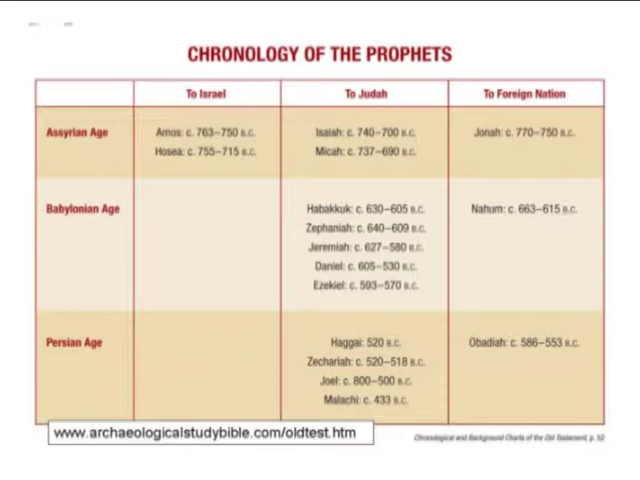 CHRONOLOGY OF THE PROPHETS
To Israel To Judah To Foreign Nation
Assyrian Age
Amos: c. 763–750 B.C.
Hosea: c. 755–715 B.C.
Isaiah: c. 740–700 B.C.
Micah: c. 737–690 B.C.
Jonah: c. 770–750 B.C.
Babylonian Age
Habakkuk: c. 630–605 B.C.
Zephaniah: c. 640–609 B.C.
Jeremiah: c. 627–580 B.C.
Daniel: c. 605–530 B.C.
Ezekiel: c. 593–570 B.C.
Nahum: c. 663–615 B.C.
Persian Age
Haggai: 520 B.C.
Zechariah: c. 520–518 B.C.
Joel: c. 800–500 B.C.
Malachi: c. 433 B.C.
Obadiah: c. 586–553 B.C.
www.archaeologicalstudybible.com/oldtest.htm
Chronological and Background Charts of the Old Testament, p. 52